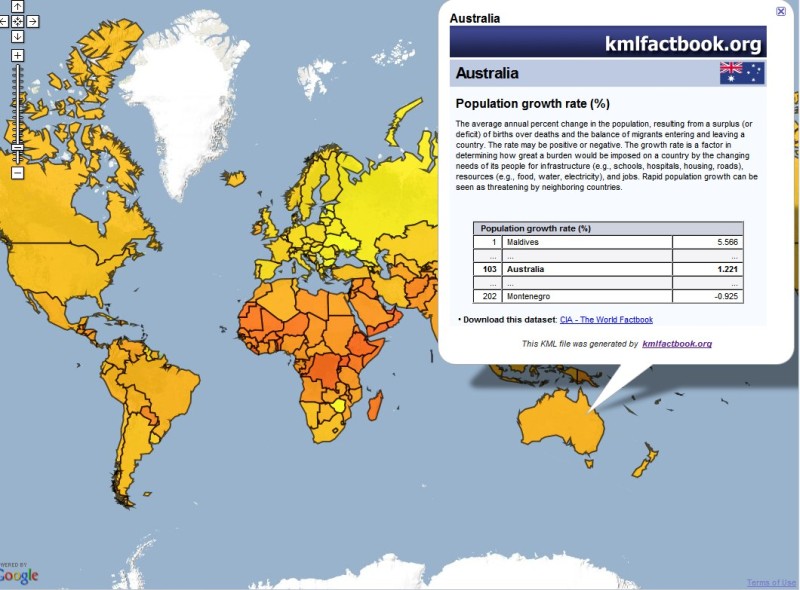 Australia
kmlfactbook.org
Australia
Population growth rate (%)
The average annual percent change in the population, resulting from a surplus (or
deficit) of births over deaths and the balance of migrants entering and leaving a
country. The rate may be positive or negative. The growth rate is a factor in
determining how great a burden would be imposed on a country by the changing
needs of its people for infrastructure (e.g., schools, hospitals, housing, roads),
resources (e.g., food, water, electricity), and jobs. Rapid population growth can be
seen as threatening by neighboring countries.
Population growth rate (%)
1 Maldives 5.566
... ... ...
103 Australia 1.221
... ... ...
202 Montenegro -0.925
• Download this dataset: CIA - The World Factbook
This KML file was generated by kmlfactbook.org
WERED BY
Google
Terms of Use